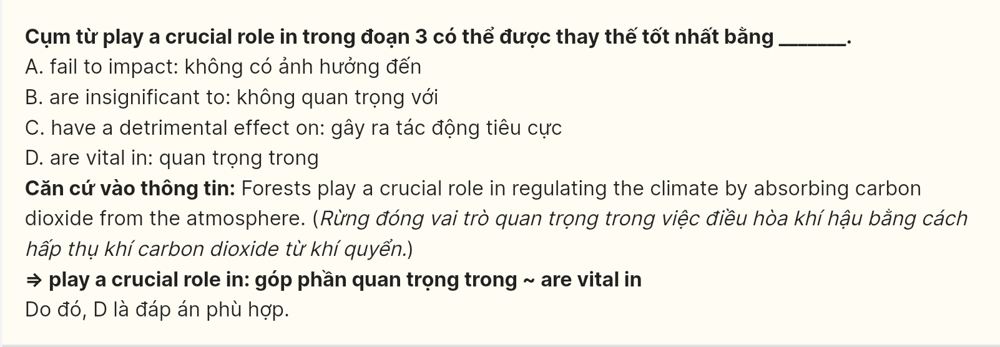 Cụm từ play a crucial role in trong đoạn 3 có thể được thay thế tốt nhất bằng _______.
A. fail to impact: không có ảnh hưởng đến
B. are insignificant to: không quan trọng với
C. have a detrimental effect on: gây ra tác động tiêu cực
D. are vital in: quan trọng trong
Căn cứ vào thông tin: Forests play a crucial role in regulating the climate by absorbing carbon
dioxide from the atmosphere. (Rừng đóng vai trò quan trọng trong việc điều hòa khí hậu bằng cách
hấp thụ khí carbon dioxide từ khí quyển.)
⇒ play a crucial role in: góp phần quan trọng trong ~ are vital in
Do đó, D là đáp án phù hợp.